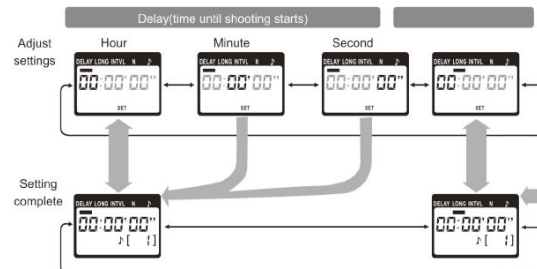 Delay(time until shooting starts)
Adjust settings
Hour
Minute
Second
DELAY LONG INTVL N ♪
00:00'00"
SET
DELAY LONG INTVL N ♪
00:00'00"
SET
DELAY LONG INTVL N ♪
00:00'00"
SET
DELAY LONG INTVL N ♪
00:00'00"
SET
Setting complete
DELAY LONG INTVL N ♪
00:00'00"
♪[ 1]
DELAY LONG INTVL N ♪
00:00'00"
♪[ 1]